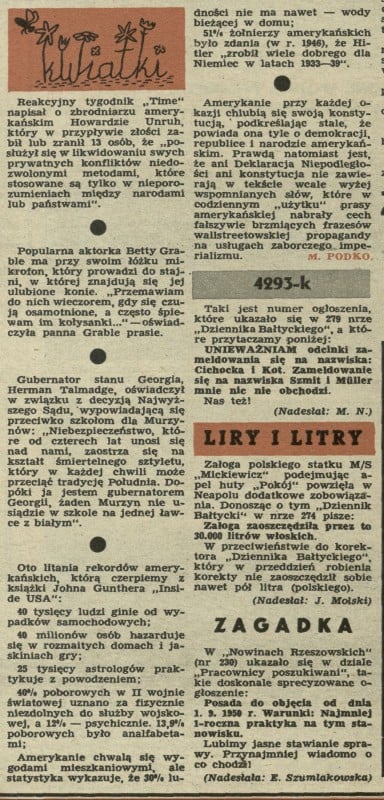 kwiatki
Reakcyjny tygodnik „Time”
napisał o zbrodniarzu amery-
kańskim Howardzie Unruh,
który w przypływie złości za-
bił lub zranił 13 osób, że „po-
służył się w likwidowaniu swych
prywatnych konfliktów niedo-
zwolonymi metodami, które
stosowane są tylko w nieporo-
zumieniach między narodami
lub państwami”.
Popularna aktorka Betty Gra-
ble ma przy swoim łóżku mi-
krofon, który prowadzi do staj-
ni, w której znajdują się jej
ulubione konie. „Przemawiam
do nich wieczorem, gdy się czu-
ją osamotnione, a często śpie-
wam im kołysanki...” — oświad-
czyła panna Grable prasie.
Gubernator stanu Georgia,
Herman Talmadge, oświadczył
w związku z decyzją Najwyż-
szego Sądu, wypowiadającą się
przeciwko szkołom dla Murzy-
nów: „Niebezpieczeństwo, któ-
re od czterech lat unosi się
nad nami, zaostrza się na
kształt śmiertelnego sztyletu,
który w każdej chwili może
przeciąć tradycję Południa. Do-
póki ja jestem gubernatorem
Georgii, żaden Murzyn nie u-
siądzie w szkole na jednej ław-
ce z białym”.
Oto litania rekordów amery-
kańskich, którą czerpiemy z
książki Johna Gunthera „Insi-
de USA”:
40 tysięcy ludzi ginie od wy-
padków samochodowych;
40 milionów osób hazarduje
się w rozmaitych domach i ja-
skiniach gry;
25 tysięcy astrologów prak-
tykuje z powodzeniem;
40% poborowych w II wojnie
światowej uznano za fizycznie
niezdolnych do służby wojsko-
wej, a 12% — psychicznie. 13,9%
poborowych było analfabeta-
mi;
Amerykanie chwalą się wy-
godami mieszkaniowymi, ale
statystyka wykazuje, że 30% lu-
dności nie ma nawet — wody
bieżącej w domu;
51% żołnierzy amerykańskich
było zdania (w r. 1946), że Hi-
tler „zrobił wiele dobrego dla
Niemiec w latach 1933—39”.
Amerykanie przy każdej o-
kazji chlubią się swoją konsty-
tucją, podkreślając stale, że
powiada ona tyle o demokracji,
republice i narodzie amerykań-
skim. Prawdą natomiast jest,
że ani Deklaracja Niepodległo-
ści ani konstytucja nie zawie-
rają w tekście wcale wyżej
wspomnianych słów, które w
codziennym „użytku” prasy
amerykańskiej nabrały cech
fałszywie brzmiących frazesów
wallstreetowskiej propagandy
na usługach zaborczego impe-
rializmu.
M. PODKO.
4293-k
Taki jest numer ogłoszenia,
które ukazało się w 279 nrze
„Dziennika Bałtyckiego”, a któ-
re przytaczamy poniżej:
UNIEWAŻNIAM odcinki za-
meldowania się na nazwiska:
Cichocka i Kot. Zameldowanie
się na nazwiska Szmit i Müller
mnie nic nie obchodzi.
Nas też!
(Nadesłał: M. N.)
LIRY I LITRY
Załoga polskiego statku M/S
„Mickiewicz” podejmując a-
pel huty „Pokój” powzięła w
Neapolu dodatkowe zobowiąza-
nia. Donosząc o tym „Dziennik
Bałtycki” w nrze 274 pisze:
Załoga zaoszczędziła przez to
30.000 litrów włoskich.
W przeciwieństwie do korek-
tora „Dziennika Bałtyckiego”,
który w przeddzień robienia
korekty nie zaoszczędził sobie
nawet pół litra (polskiego).
(Nadesłał: J. Molski)
ZAGADKA
W „Nowinach Rzeszowskich”
(nr 230) ukazało się w dziale
„Pracownicy poszukiwani”, ta-
kie doskonale sprecyzowane o-
głoszenie:
Posada do objęcia od dnia
1. 9. 1950 r. Warunki: Najmniej
1-roczna praktyka na tym sta-
nowisku.
Lubimy jasne stawianie spra-
wy. Przynajmniej wiadomo o
co chodzi!
(Nadesłała: E. Szumlakowska)